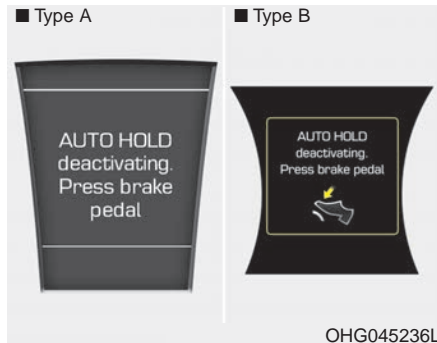 ■ Type A
AUTO HOLD
deactivating.
Press brake
pedal
■ Type B
AUTO HOLD
deactivating.
Press brake pedal
OHG045236L